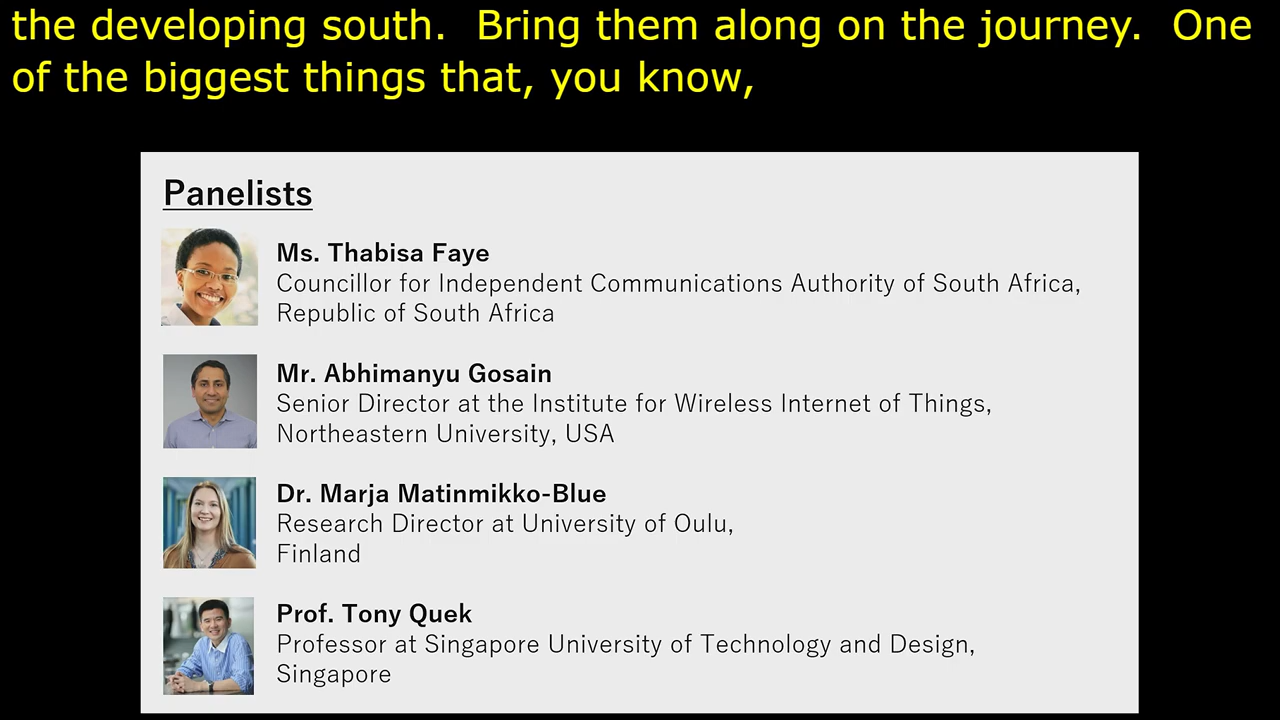 the developing south.  Bring them along on the journey.  One
of the biggest things that, you know,
Panelists
Ms. Thabisa Faye
Councillor for Independent Communications Authority of South Africa,
Republic of South Africa
Mr. Abhimanyu Gosain
Senior Director at the Institute for Wireless Internet of Things,
Northeastern University, USA
Dr. Marja Matinmikko-Blue
Research Director at University of Oulu,
Finland
Prof. Tony Quek
Professor at Singapore University of Technology and Design,
Singapore